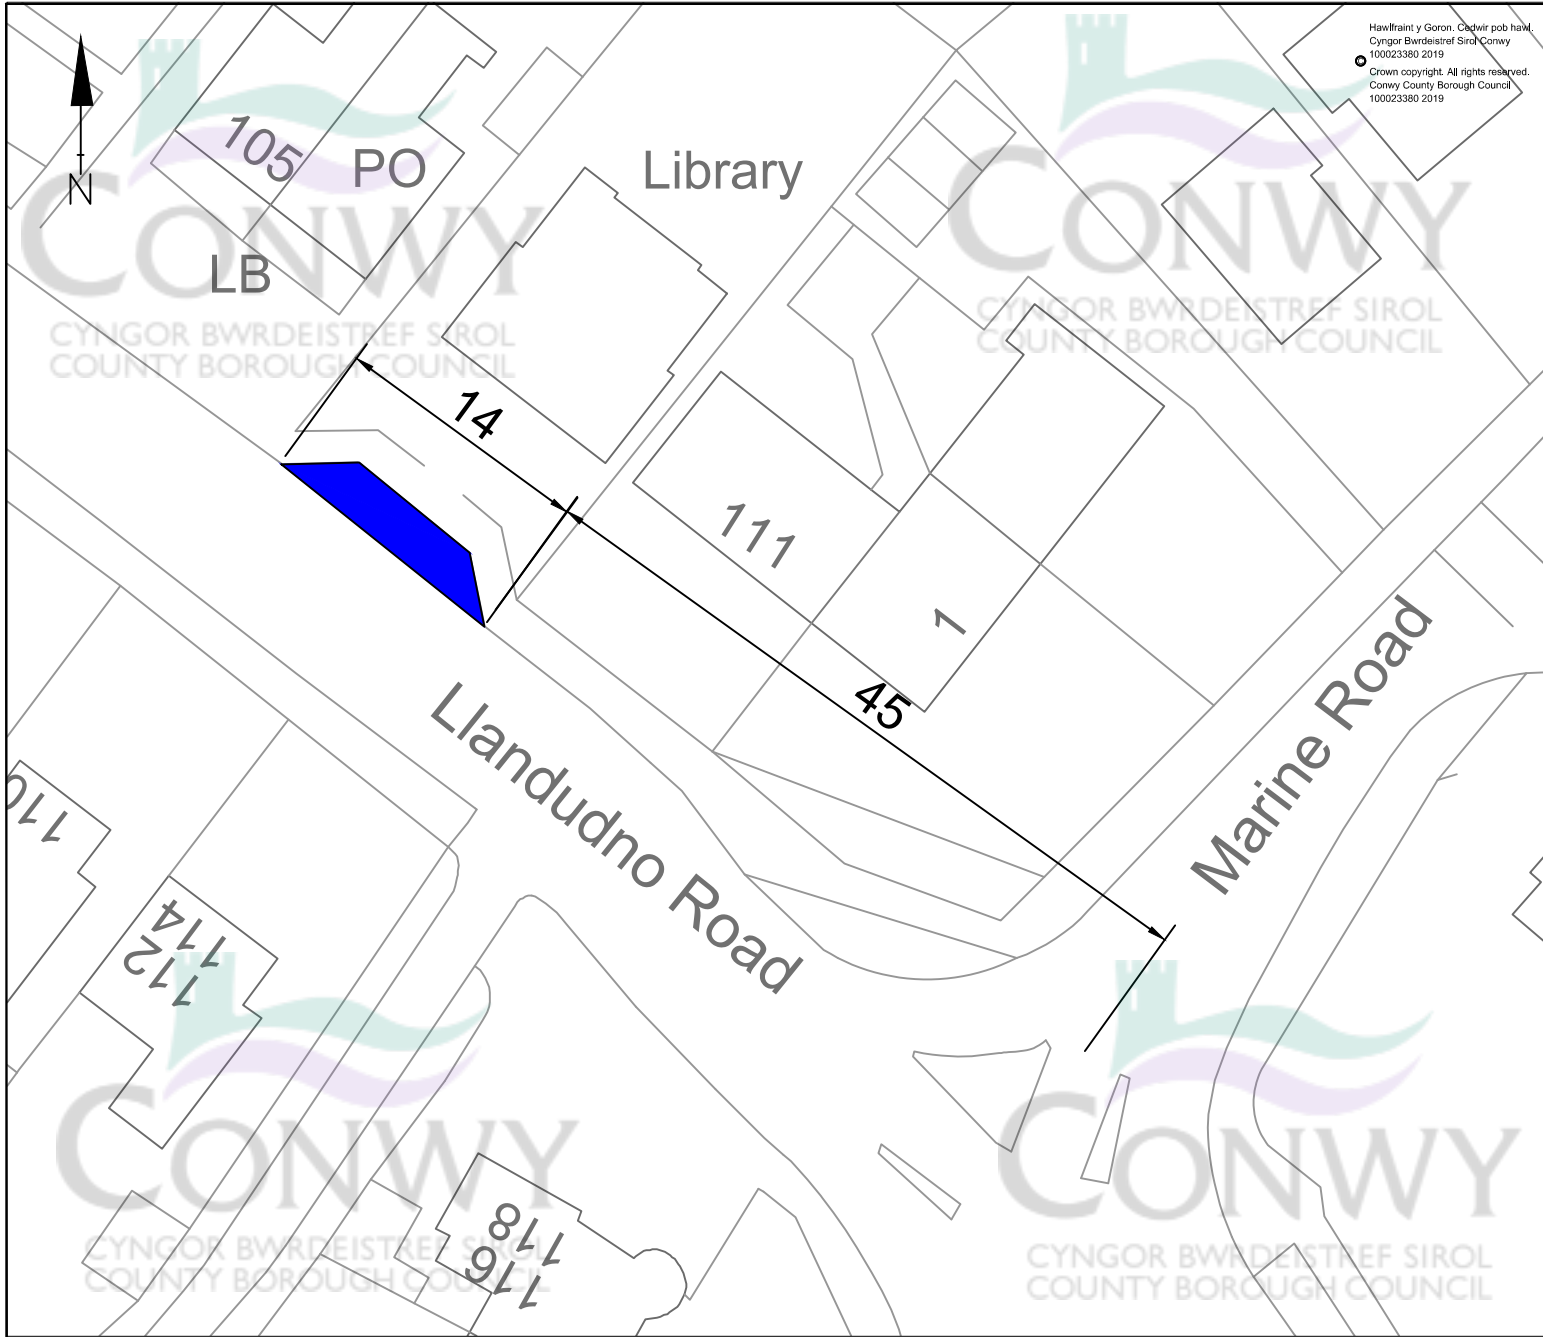 Hawlfraint y Goron. Cedwir pob hawl.
Cyngor Bwrdeistref Sirol Conwy
100023380 2019
©
Crown copyright. All rights reserved.
Conwy County Borough Council
100023380 2019
N
105
PO
Library
LB
CONWY
CYNGOR BWRDEISTREF SIROL
COUNTY BOROUGH COUNCIL
CONWY
CYNGOR BWRDEISTREF SIROL
COUNTY BOROUGH COUNCIL
14
111
1
45
Llandudno Road
Marine Road
110
114
112
118
116
CONWY
CYNGOR BWRDEISTREF SIROL
COUNTY BOROUGH COUNCIL
CONWY
CYNGOR BWRDEISTREF SIROL
COUNTY BOROUGH COUNCIL